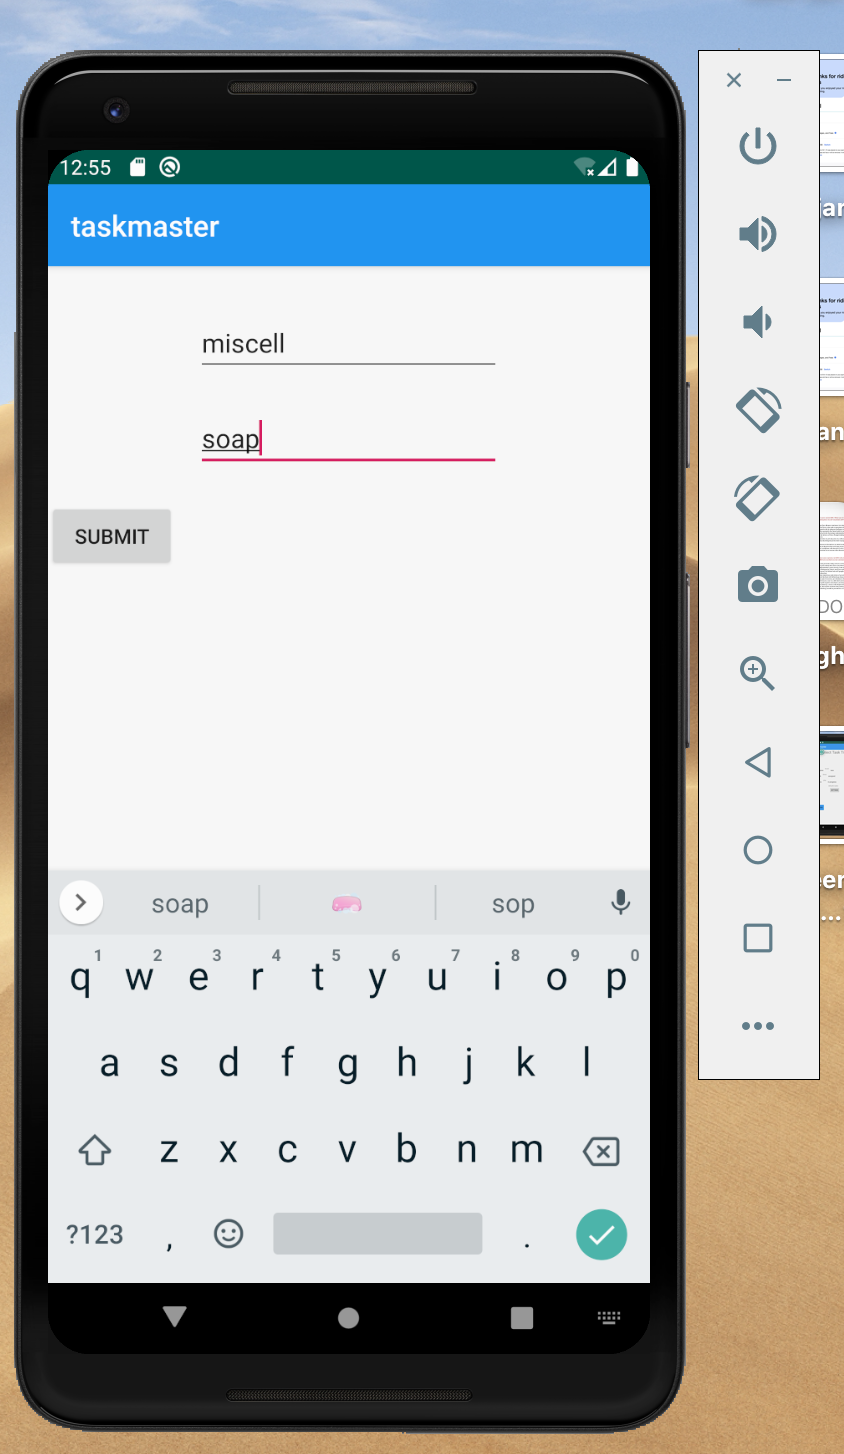 12:55
taskmaster
miscell
soap
SUBMIT
soap sop
1 2 3 4 5 6 7 8 9 0
q w e r t y u i o p
a s d f g h j k l
z x c v b n m
?123 , .